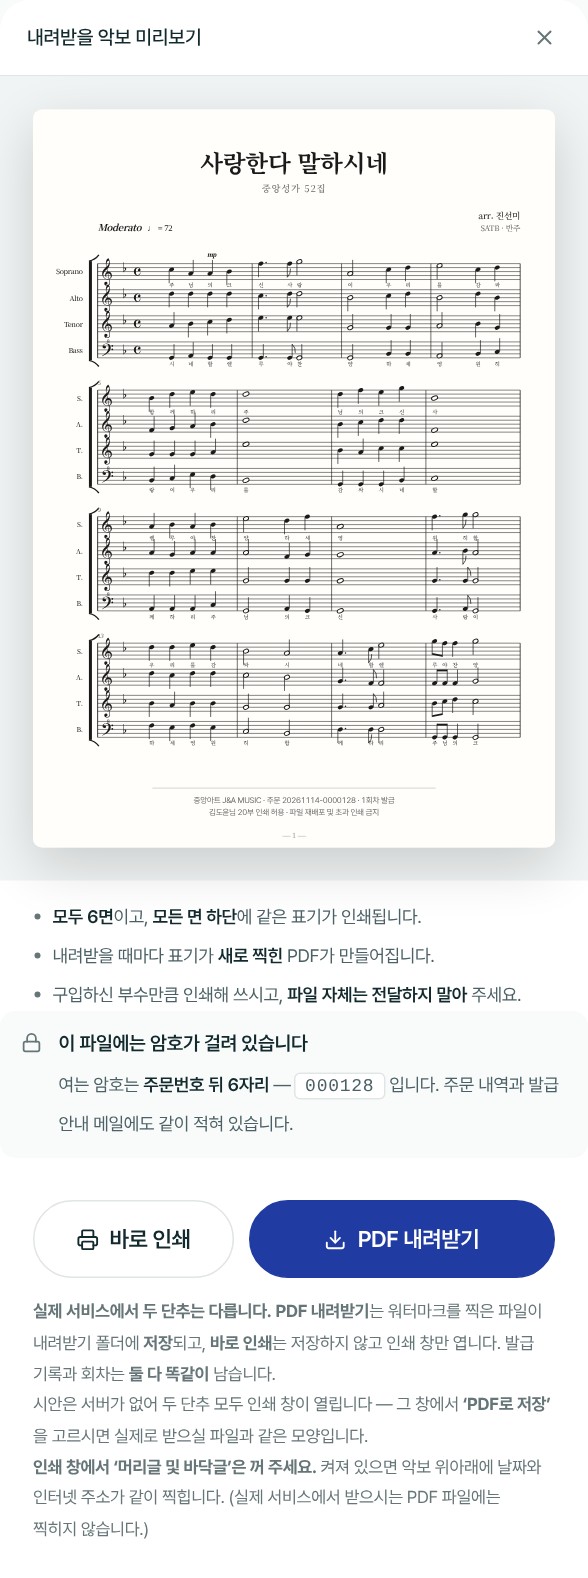 내려받을 악보 미리보기
사랑한다 말하시네
중앙성가 52집
arr. 진선미
Moderato ♩ = 72
SATB · 반주
mp
Soprano
Alto
Tenor
Bass
S.
A.
T.
B.
S.
A.
T.
B.
S.
A.
T.
B.
중앙아트 J&A MUSIC · 주문 20261114-0000128 · 1회차 발급
김도윤님 20부 인쇄 허용 · 파일 재배포 및 초과 인쇄 금지
— 1 —
• 모두 6면이고, 모든 면 하단에 같은 표기가 인쇄됩니다.
• 내려받을 때마다 표기가 새로 찍힌 PDF가 만들어집니다.
• 구입하신 부수만큼 인쇄해 쓰시고, 파일 자체는 전달하지 말아 주세요.
이 파일에는 암호가 걸려 있습니다
여는 암호는 주문번호 뒤 6자리 — 000128 입니다. 주문 내역과 발급
안내 메일에도 같이 적혀 있습니다.
바로 인쇄
PDF 내려받기
실제 서비스에서 두 단추는 다릅니다. PDF 내려받기는 워터마크를 찍은 파일이
내려받기 폴더에 저장되고, 바로 인쇄는 저장하지 않고 인쇄 창만 엽니다. 발급
기록과 회차는 둘 다 똑같이 남습니다.
시안은 서버가 없어 두 단추 모두 인쇄 창이 열립니다 — 그 창에서 ‘PDF로 저장’
을 고르시면 실제로 받으실 파일과 같은 모양입니다.
인쇄 창에서 ‘머리글 및 바닥글’은 꺼 주세요. 켜져 있으면 악보 위아래에 날짜와
인터넷 주소가 같이 찍힙니다. (실제 서비스에서 받으시는 PDF 파일에는
찍히지 않습니다.)